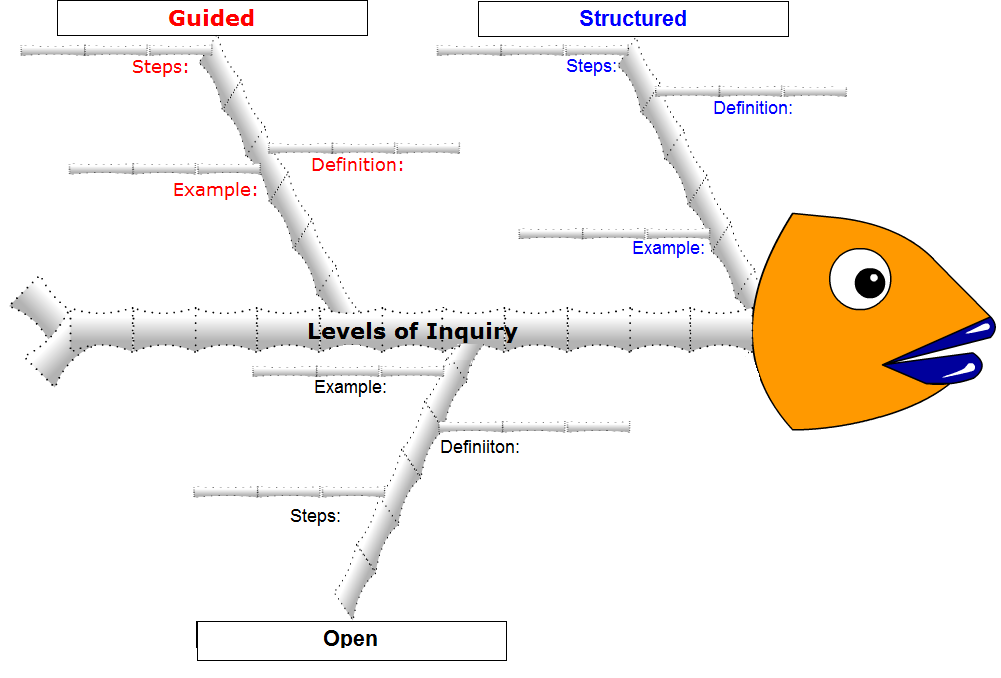 Guided
Structured
Steps:
Steps:
Definition:
Definition:
Example:
Example:
Levels of Inquiry
Example:
Definiiton:
Steps:
Open